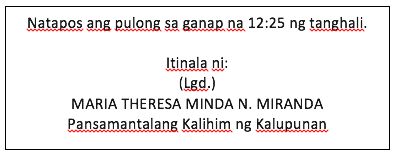 Natapos ang pulong sa ganap na 12:25 ng tanghali.
Itinala ni:
(Lgd.)
MARIA THERESA MINDA N. MIRANDA
Pansamantalang Kalihim ng Kalupunan